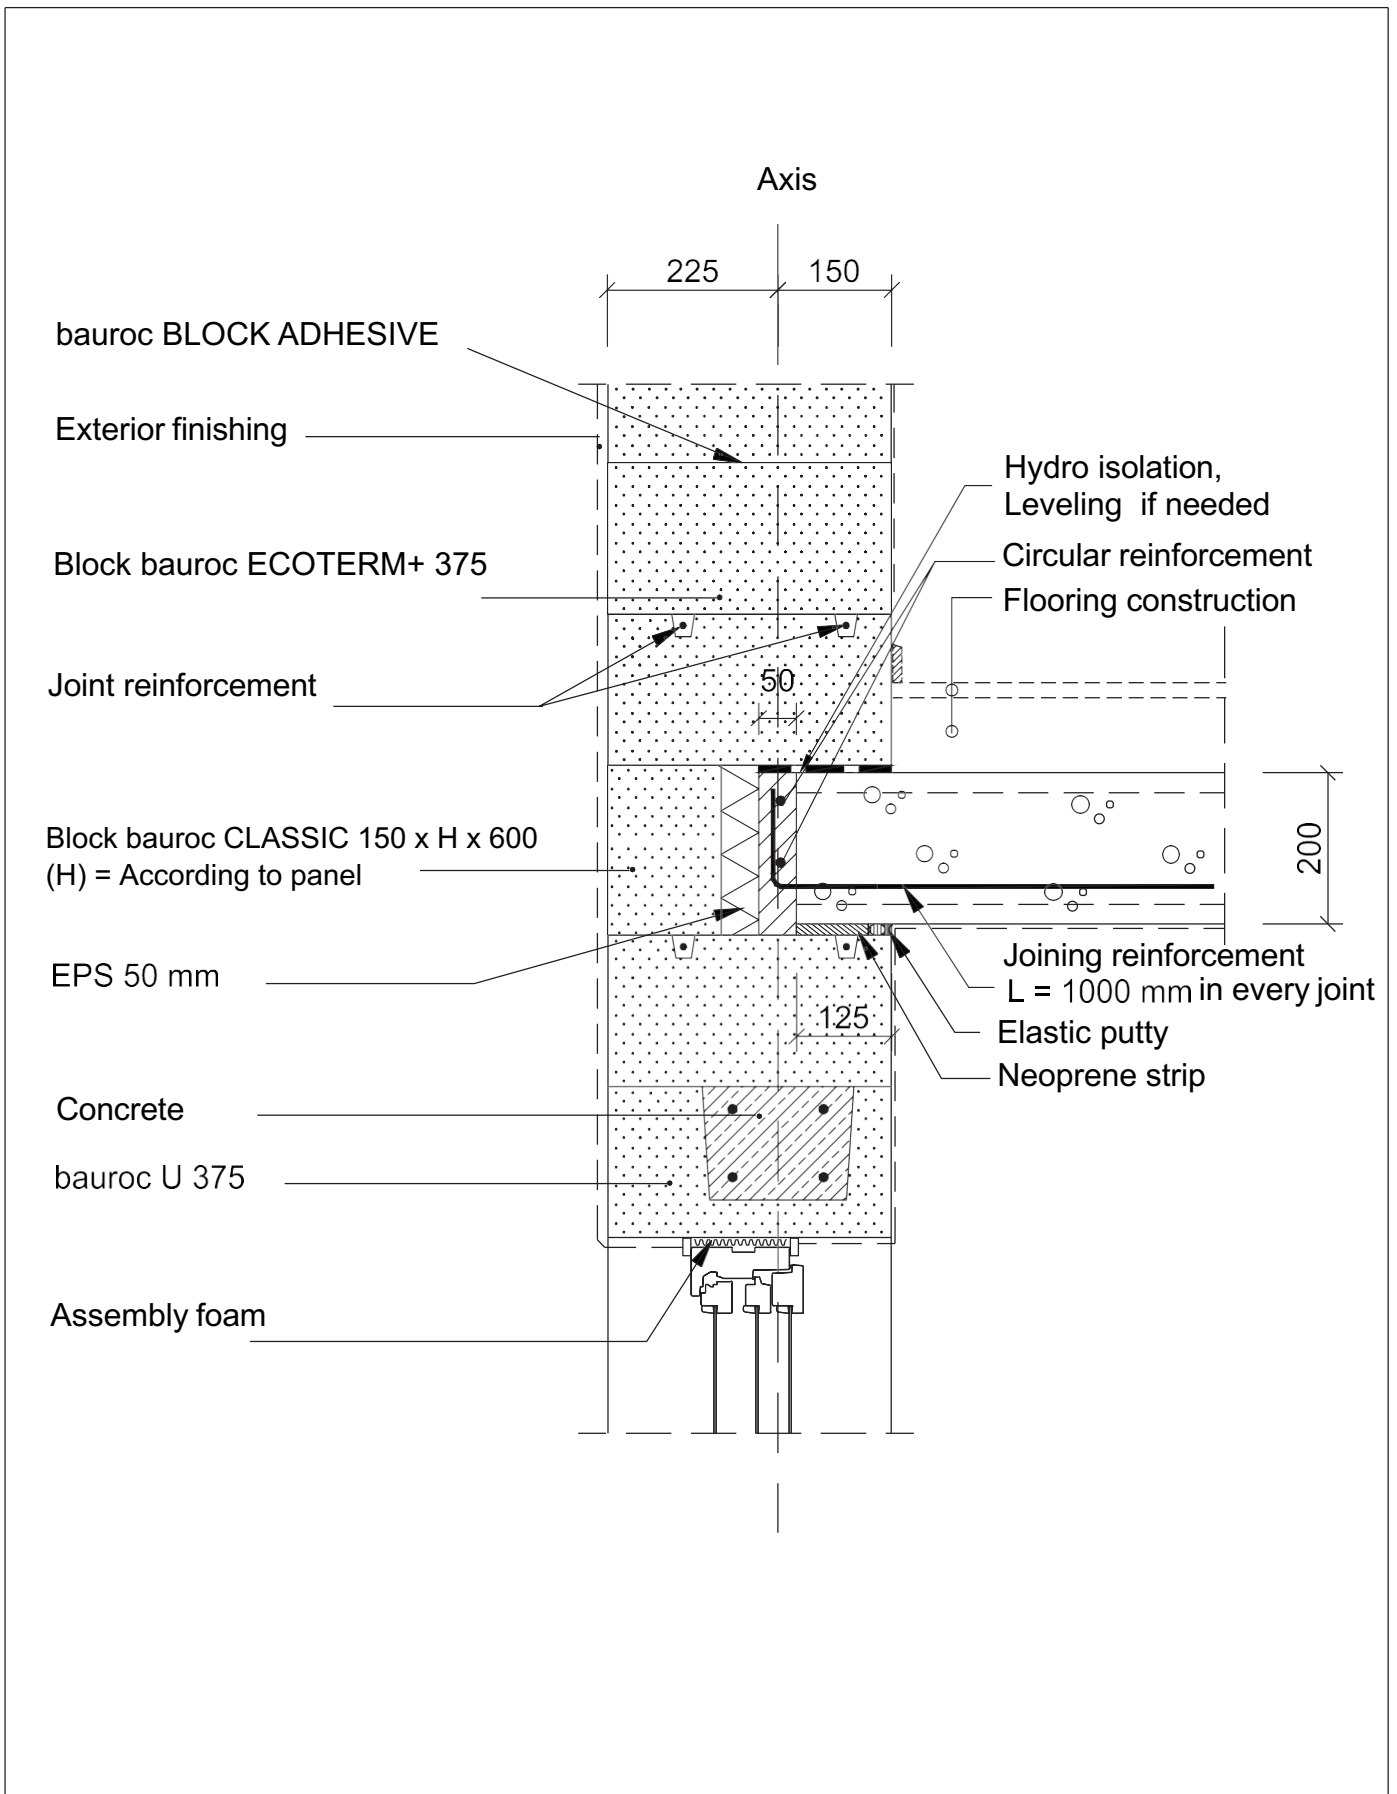 Axis
225
150
bauroc BLOCK ADHESIVE
Exterior finishing
Hydro isolation,
Leveling if needed
Block bauroc ECOTERM+ 375
Circular reinforcement
Flooring construction
Joint reinforcement
50
Block bauroc CLASSIC 150 x H x 600
(H) = According to panel
200
EPS 50 mm
Joining reinforcement
L = 1000 mm in every joint
125
Elastic putty
Neoprene strip
Concrete
bauroc U 375
Assembly foam